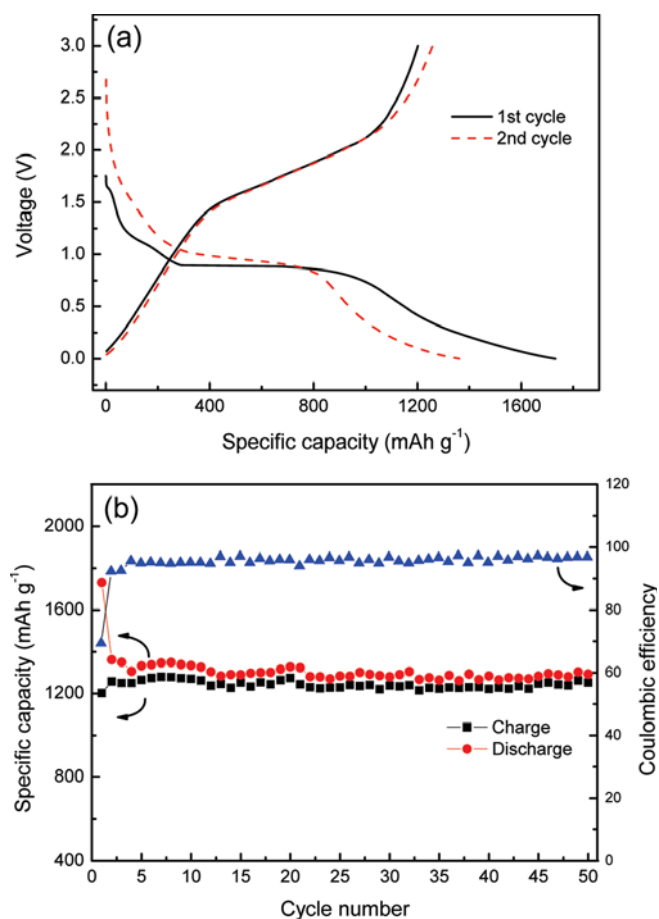 (a)
3.0
2.5
2.0
1.5
1.0
0.5
0.0
Voltage (V)
1st cycle
2nd cycle
0 400 800 1200 1600
Specific capacity (mAh g⁻¹)
(b)
2000
1600
1200
800
400
Specific capacity (mAh g⁻¹)
120
100
80
60
40
20
0
Coulombic efficiency
Charge
Discharge
0 5 10 15 20 25 30 35 40 45 50
Cycle number